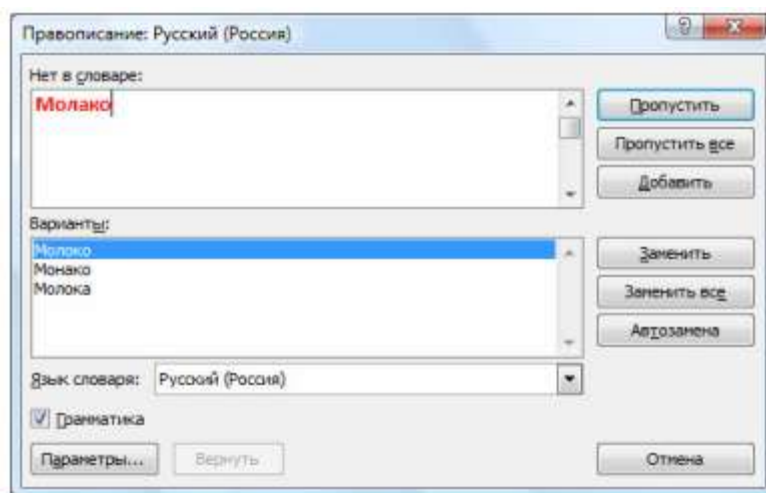 Правописание: Русский (Россия)
Нет в словаре:
Молако
Пропустить
Пропустить все
Добавить
Варианты:
Молоко
Монако
Молока
Заменить
Заменить все
Автозамена
Язык словаря: Русский (Россия)
Грамматика
Параметры... Вернуть Отмена